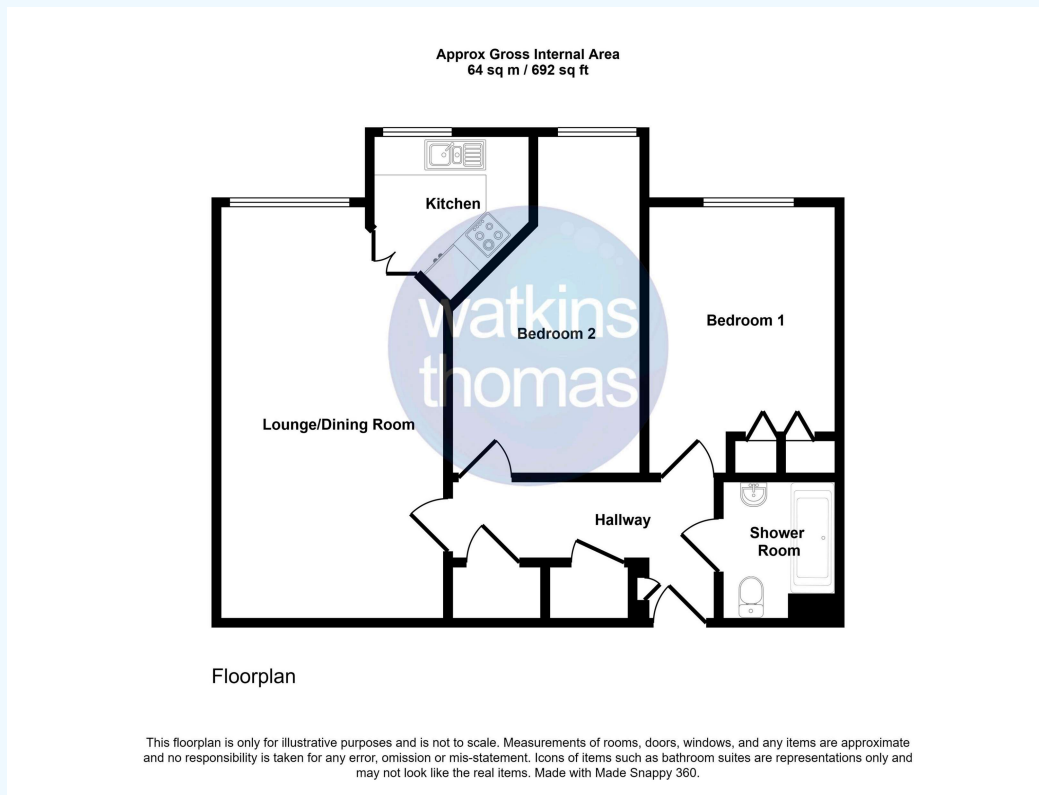 Approx Gross Internal Area
64 sq m / 692 sq ft
Kitchen
watkins
thomas
Bedroom 2
Bedroom 1
Lounge/Dining Room
Hallway
Shower
Room
Floorplan
This floorplan is only for illustrative purposes and is not to scale. Measurements of rooms, doors, windows, and any items are approximate
and no responsibility is taken for any error, omission or mis-statement. Icons of items such as bathroom suites are representations only and
may not look like the real items. Made with Made Snappy 360.